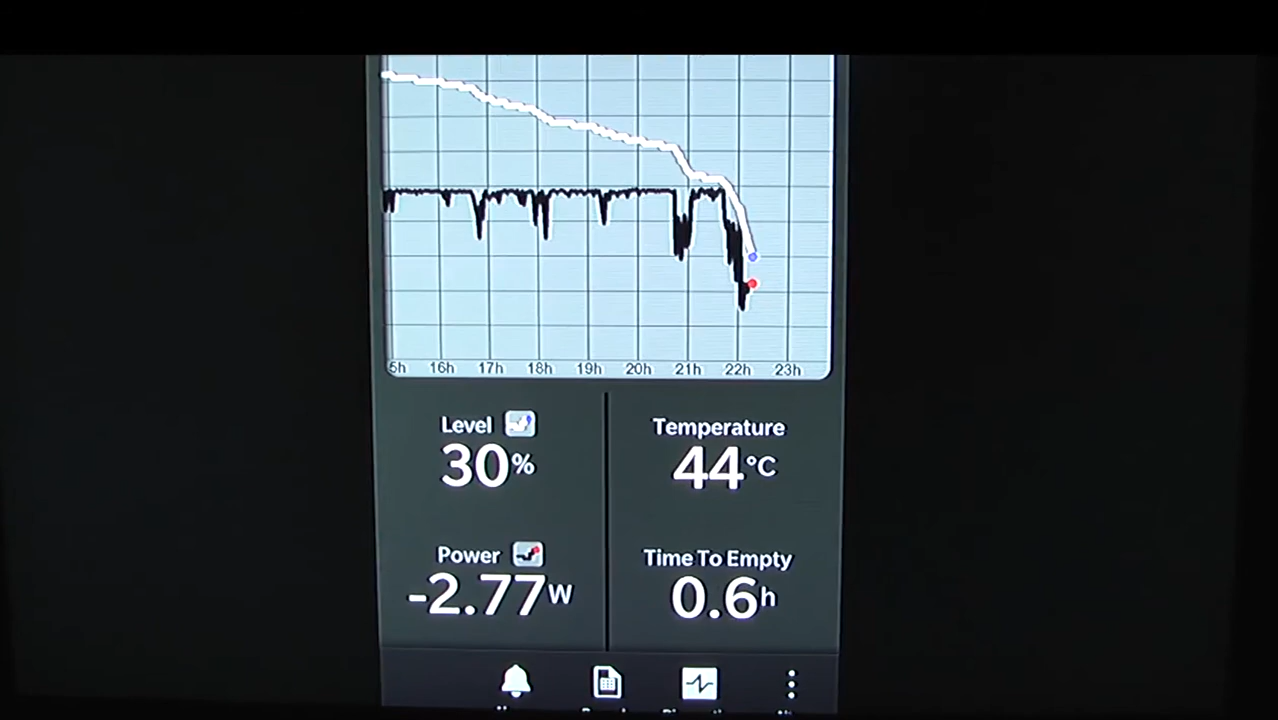 5h 16h 17h 18h 19h 20h 21h 22h 23h
Level
30%
Temperature
44°C
Power
-2.77W
Time To Empty
0.6h